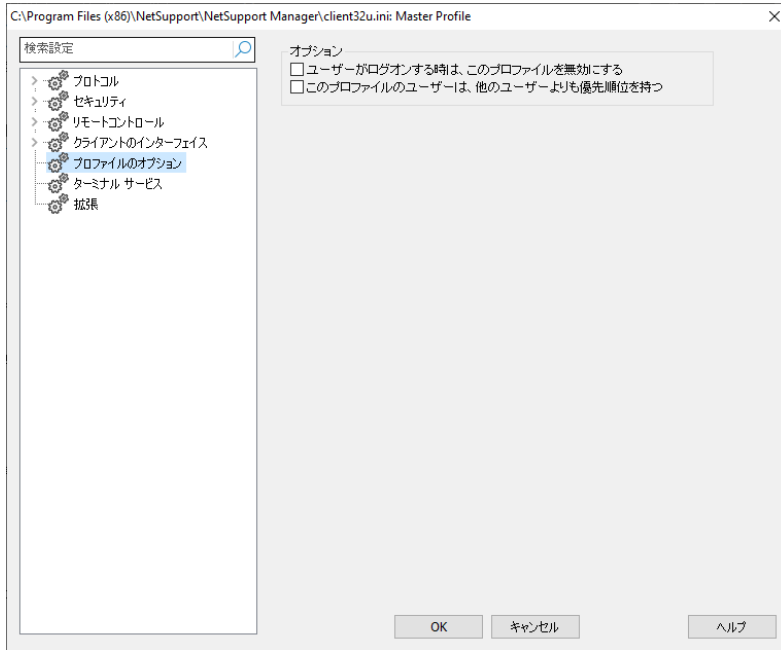 C:\Program Files (x86)\NetSupport\NetSupport Manager\client32u.ini: Master Profile
検索設定
プロトコル
セキュリティ
リモートコントロール
クライアントのインターフェイス
プロファイルのオプション
ターミナル サービス
拡張
オプション
ユーザーがログオンする時は、このプロファイルを無効にする
このプロファイルのユーザーは、他のユーザーよりも優先順位を持つ
OK
キャンセル
ヘルプ